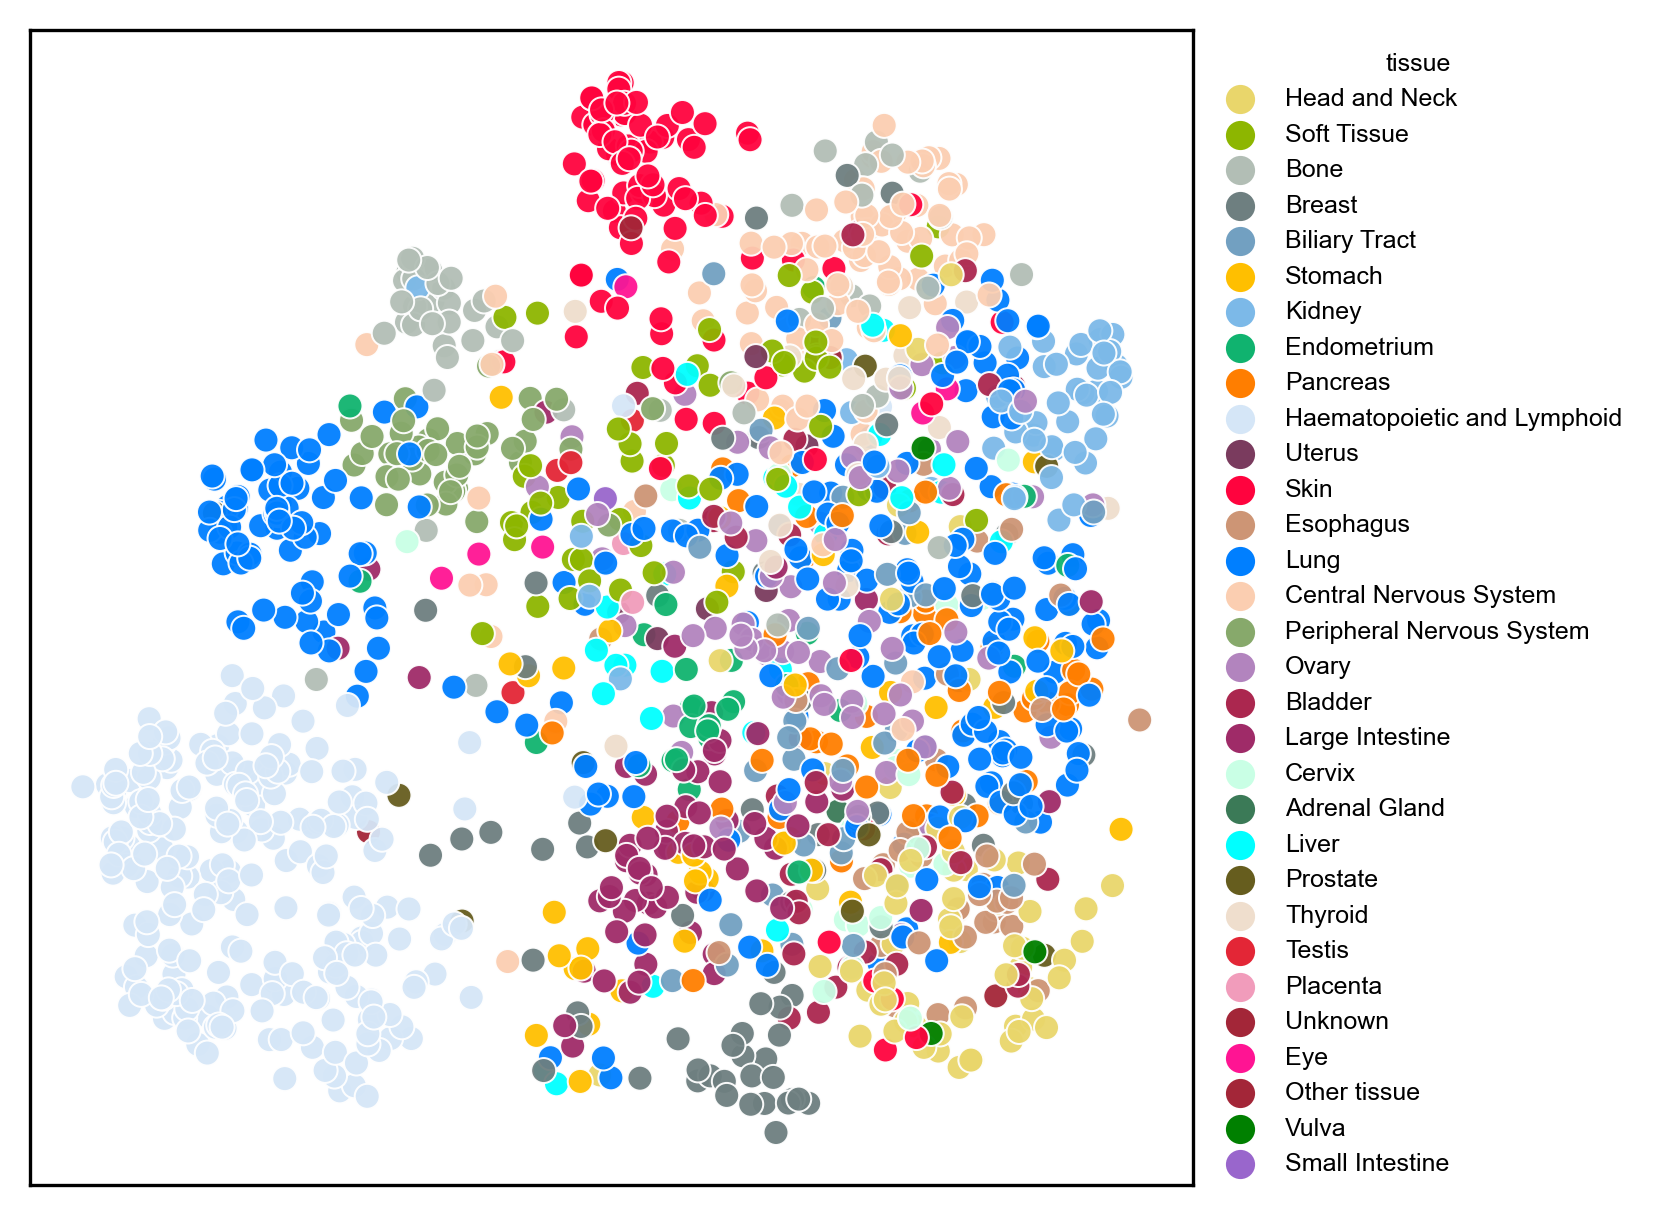 tissue
Head and Neck
Soft Tissue
Bone
Breast
Biliary Tract
Stomach
Kidney
Endometrium
Pancreas
Haematopoietic and Lymphoid
Uterus
Skin
Esophagus
Lung
Central Nervous System
Peripheral Nervous System
Ovary
Bladder
Large Intestine
Cervix
Adrenal Gland
Liver
Prostate
Thyroid
Testis
Placenta
Unknown
Eye
Other tissue
Vulva
Small Intestine